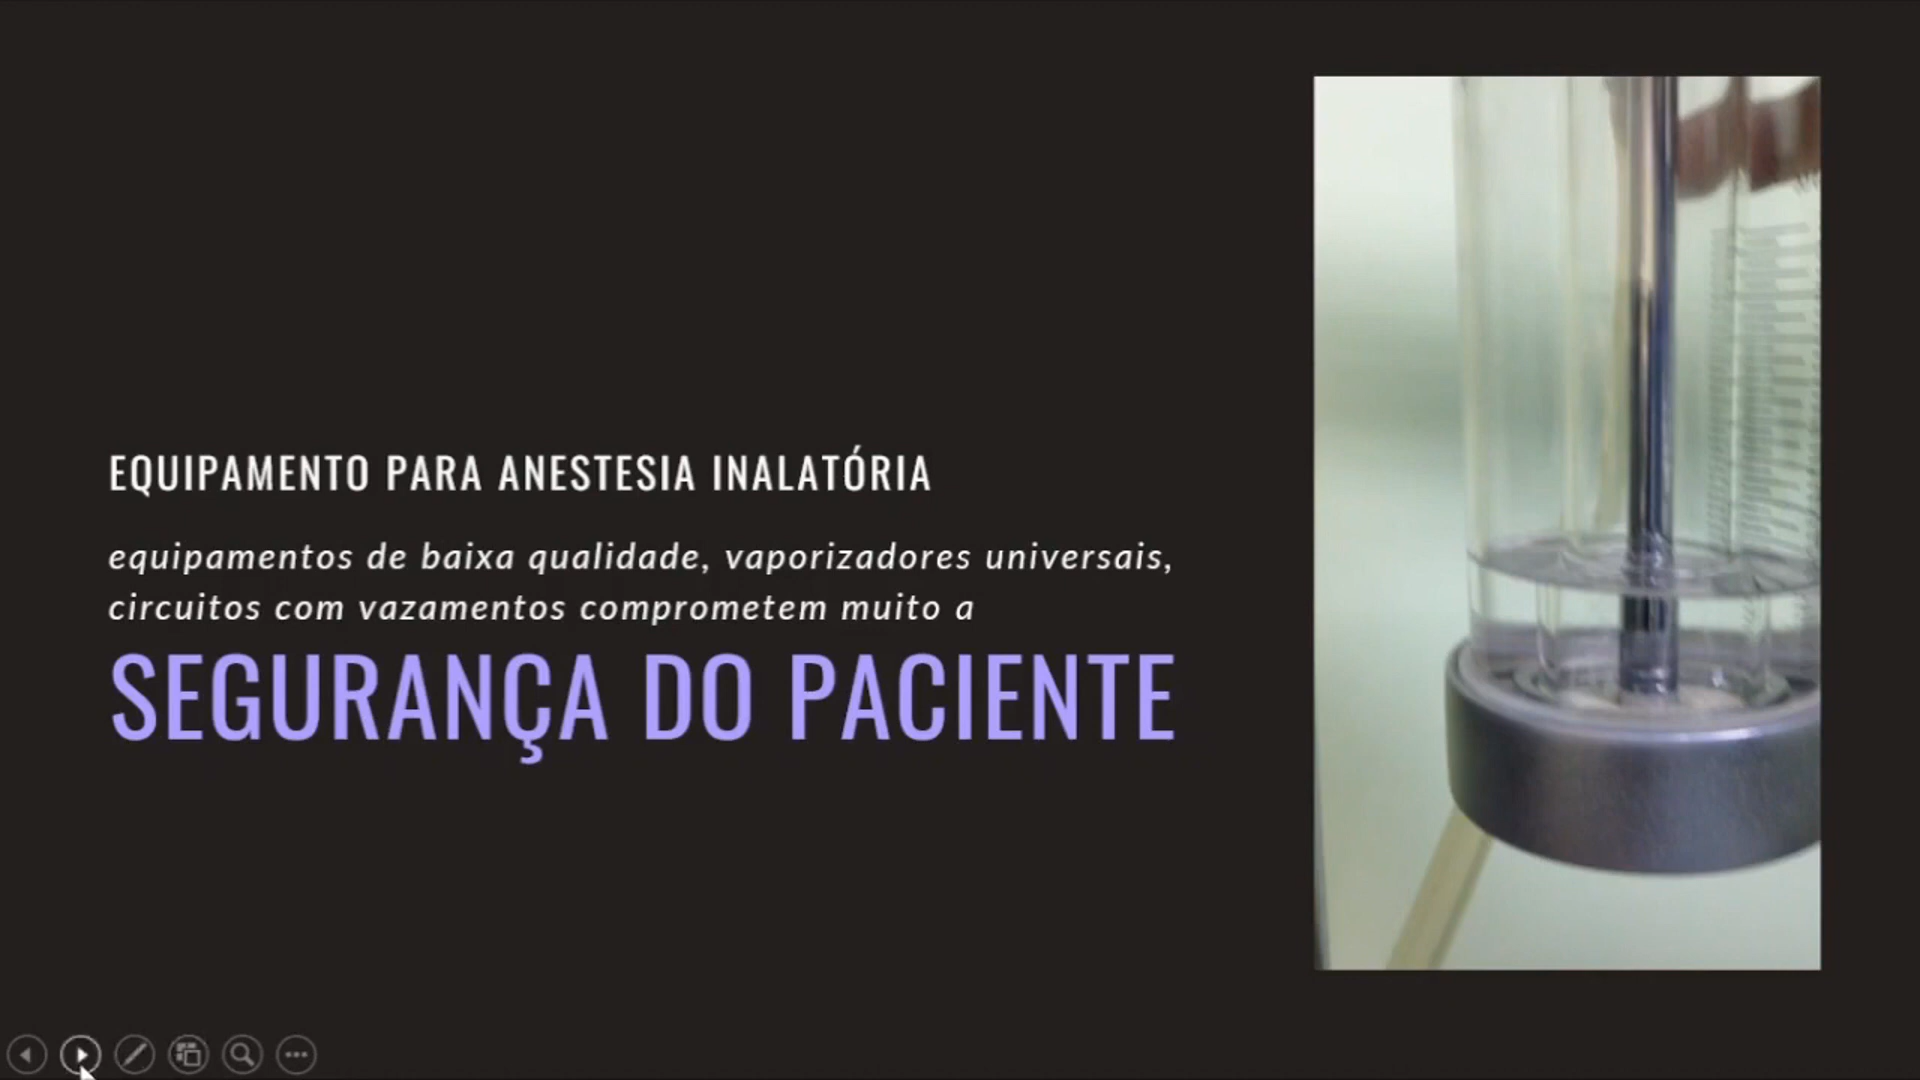 EQUIPAMENTO PARA ANESTESIA INALATÓRIA
equipamentos de baixa qualidade, vaporizadores universais,
circuitos com vazamentos comprometem muito a
SEGURANÇA DO PACIENTE